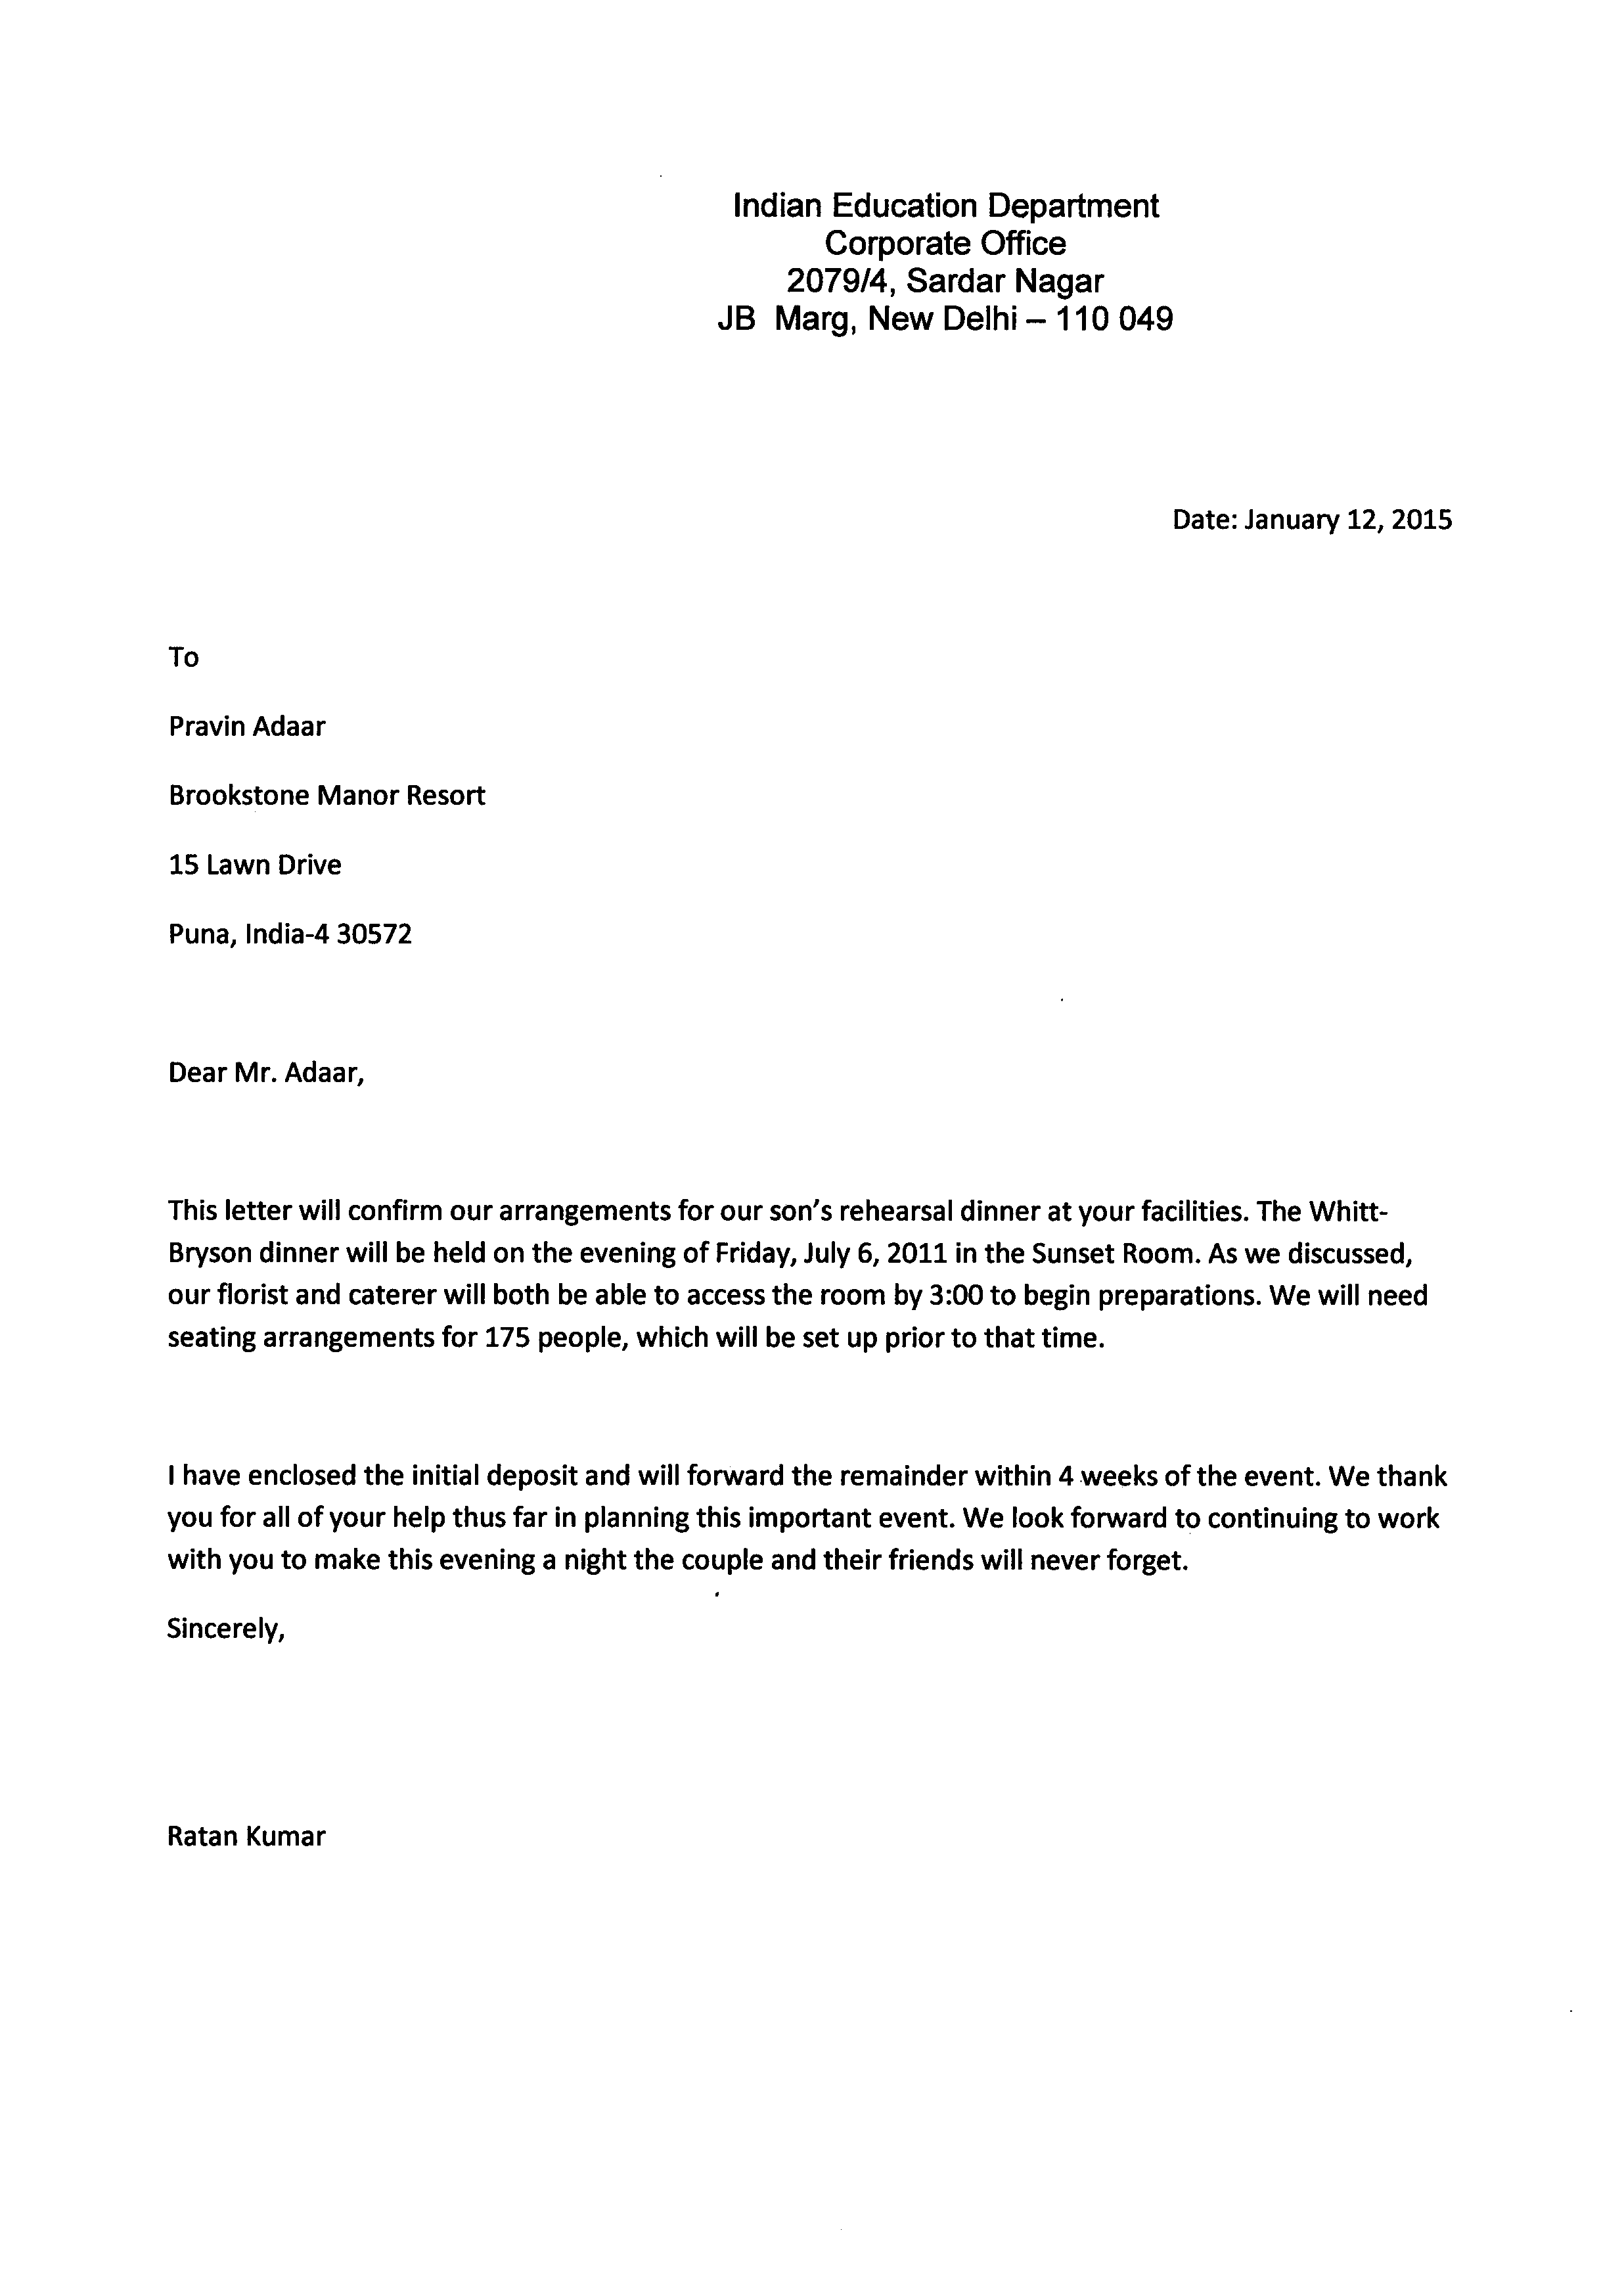 Indian Education Department
Corporate Office
2079/4, Sardar Nagar
JB Marg, New Delhi – 110 049
Date: January 12, 2015
To
Pravin Adaar
Brookstone Manor Resort
15 Lawn Drive
Puna, India-4 30572
Dear Mr. Adaar,
This letter will confirm our arrangements for our son's rehearsal dinner at your facilities. The Whitt-
Bryson dinner will be held on the evening of Friday, July 6, 2011 in the Sunset Room. As we discussed,
our florist and caterer will both be able to access the room by 3:00 to begin preparations. We will need
seating arrangements for 175 people, which will be set up prior to that time.
I have enclosed the initial deposit and will forward the remainder within 4 weeks of the event. We thank
you for all of your help thus far in planning this important event. We look forward to continuing to work
with you to make this evening a night the couple and their friends will never forget.
Sincerely,
Ratan Kumar